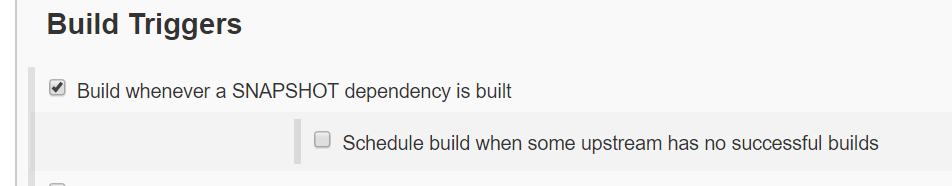 Build Triggers
Build whenever a SNAPSHOT dependency is built
Schedule build when some upstream has no successful builds